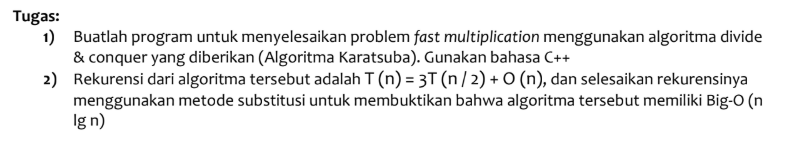 Tugas:
1) Buatlah program untuk menyelesaikan problem fast multiplication menggunakan algoritma divide
& conquer yang diberikan (Algoritma Karatsuba). Gunakan bahasa C++
2) Rekurensi dari algoritma tersebut adalah T (n) = 3T (n / 2) + O (n), dan selesaikan rekurensinya
menggunakan metode substitusi untuk membuktikan bahwa algoritma tersebut memiliki Big-O (n
lg n)